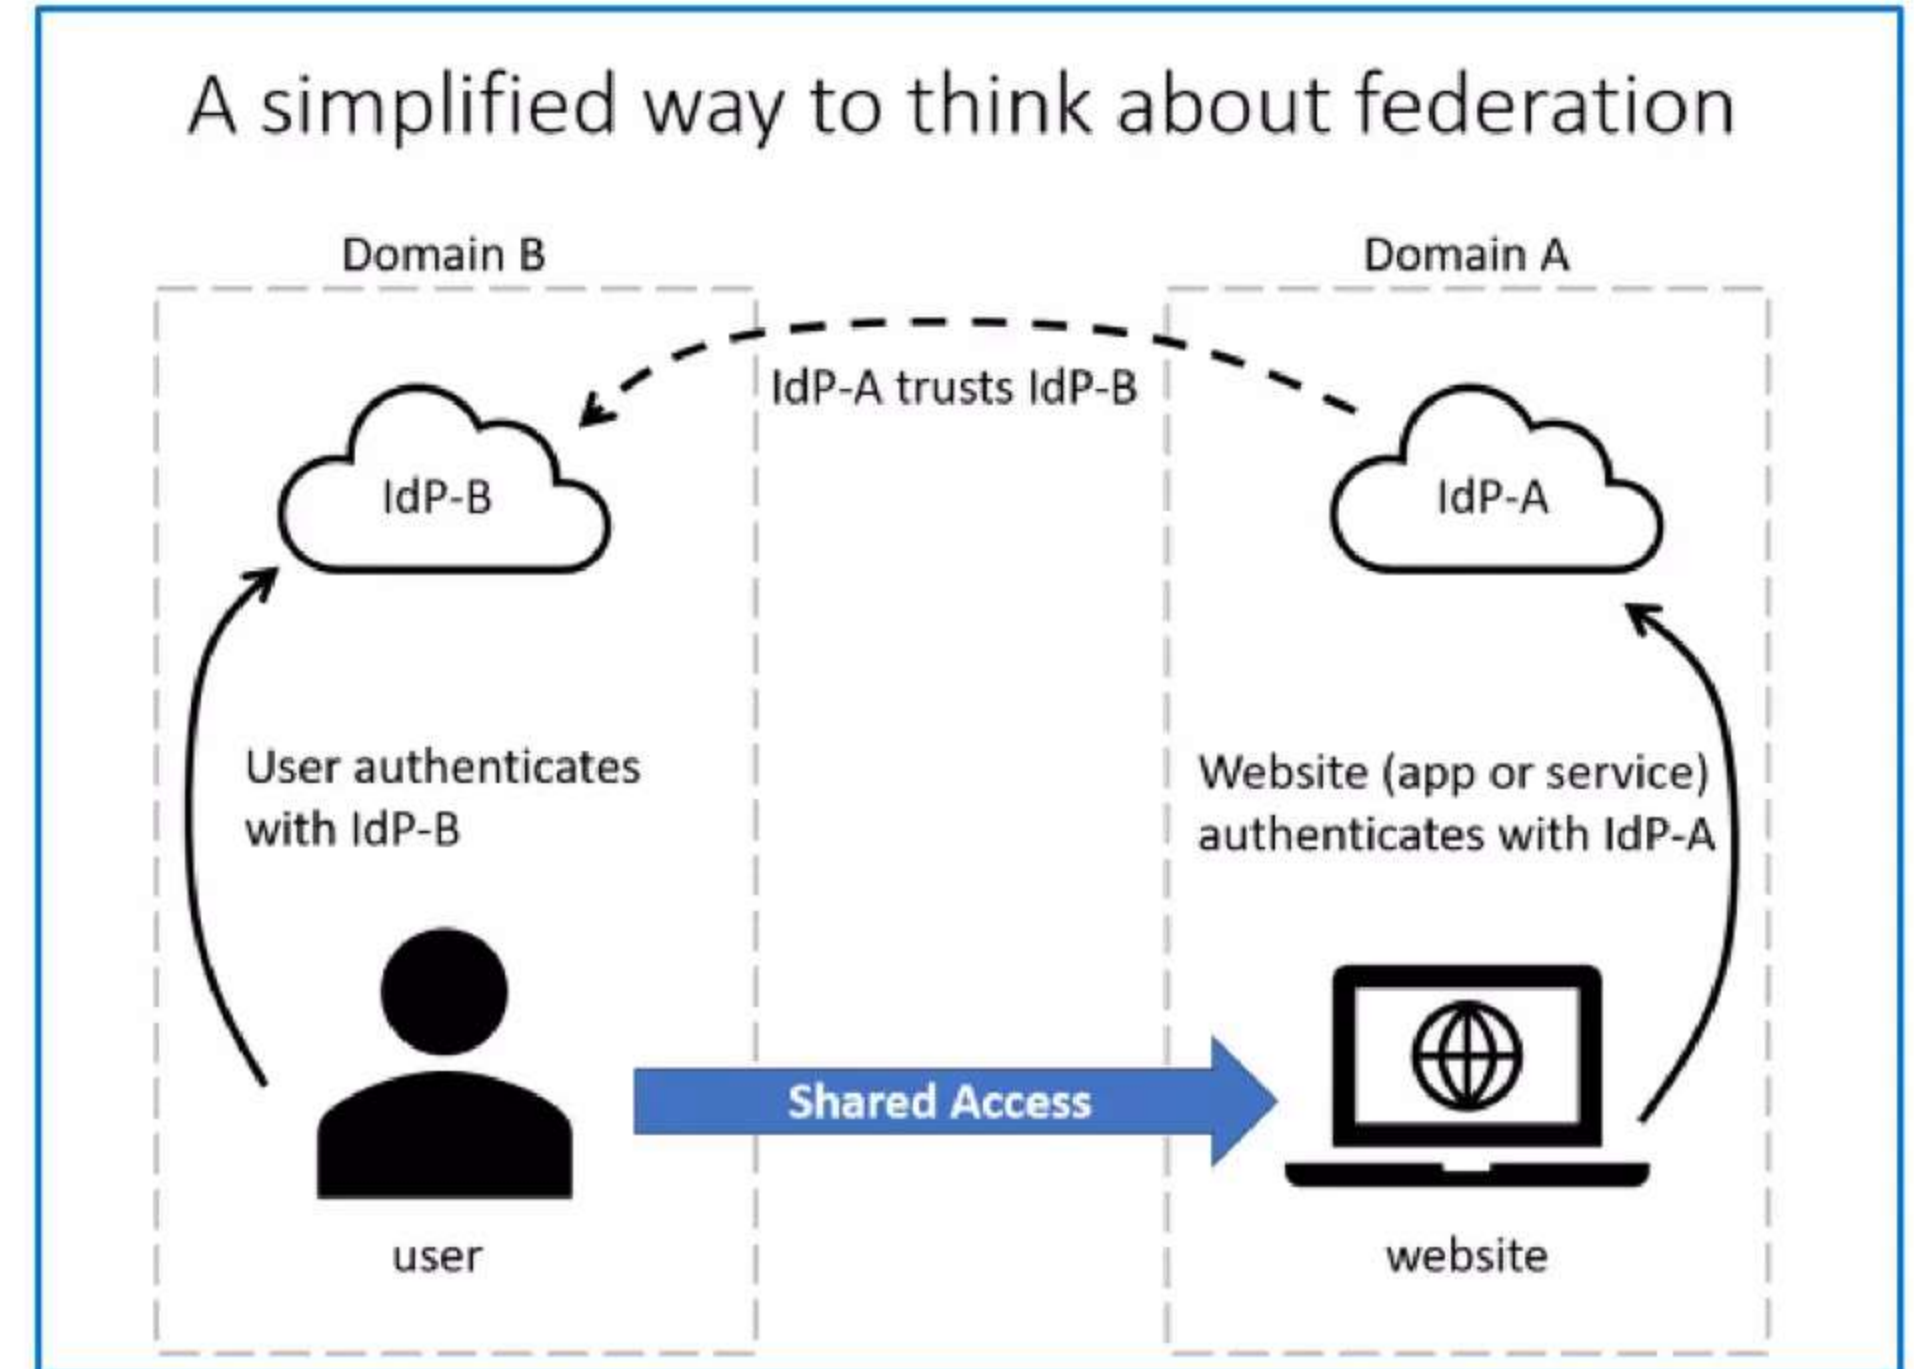 A simplified way to think about federation
Domain B
Domain A
IdP-A trusts IdP-B
IdP-B
IdP-A
User authenticates
with IdP-B
Website (app or service)
authenticates with IdP-A
Shared Access
user
website